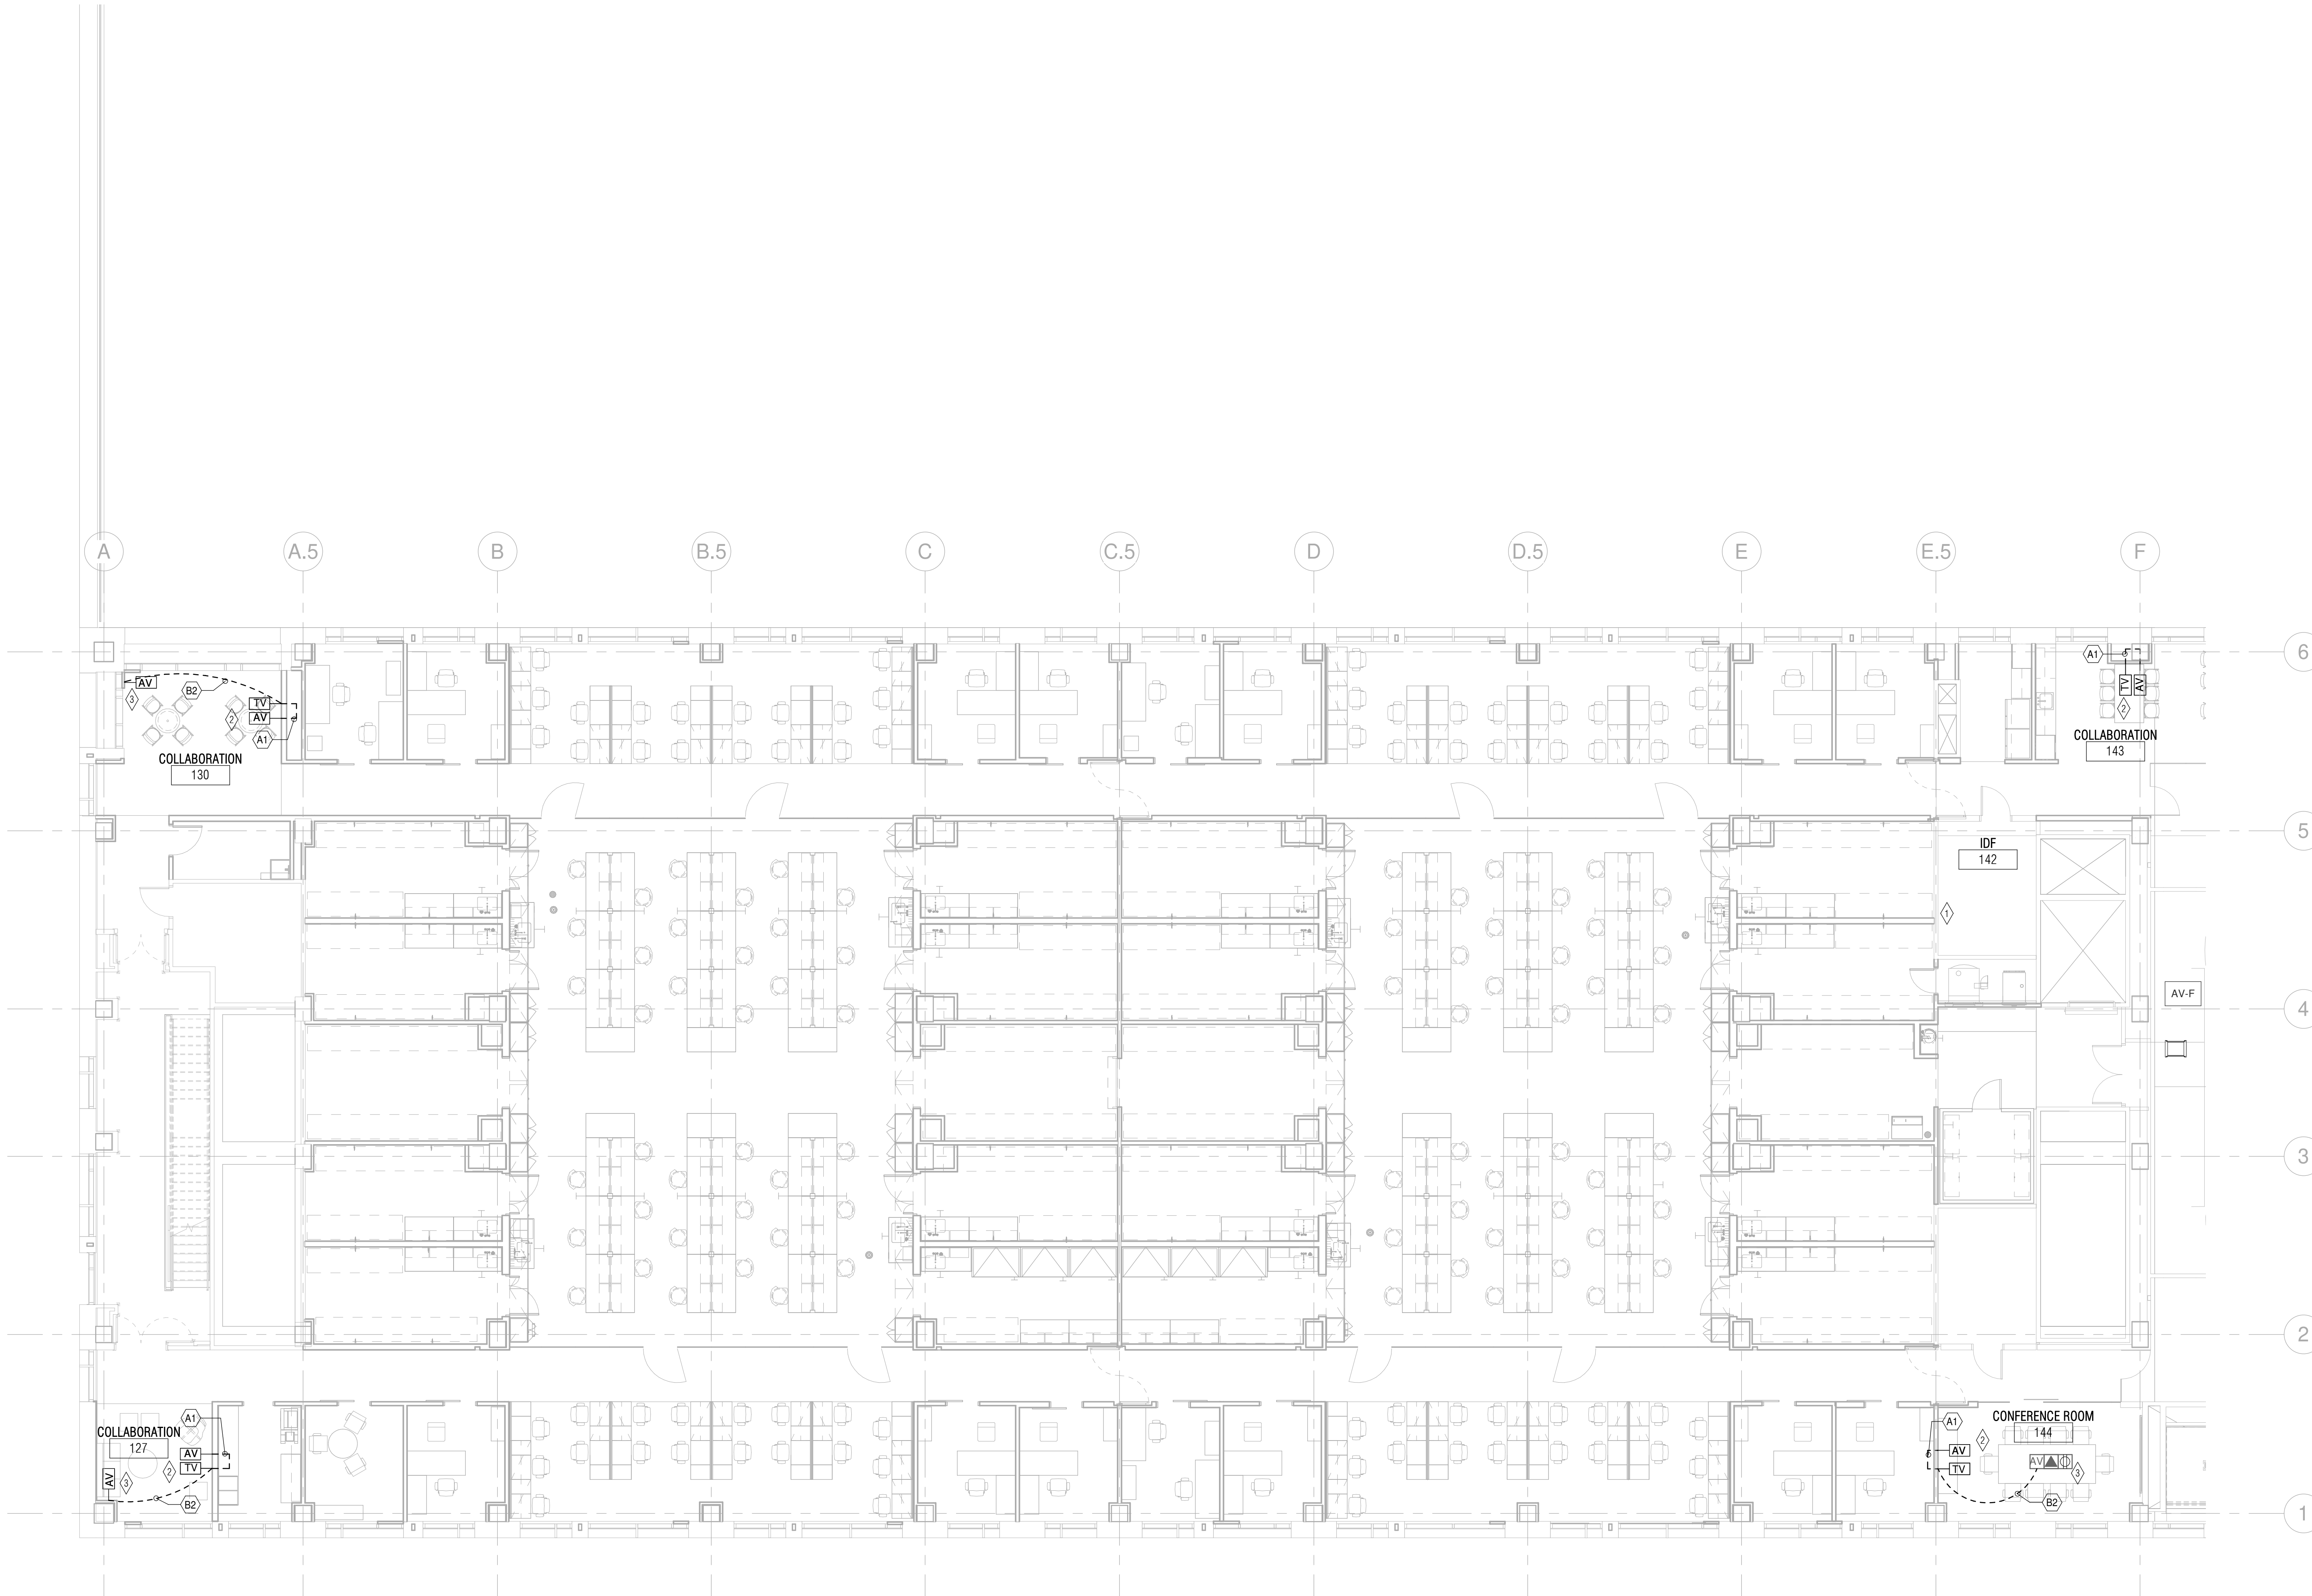 A
A.5
B
B.5
C
C.5
D
D.5
E
E.5
F
6
AV
3
B2
TV
2
AV
A1
COLLABORATION
130
A1
TV
AV
2
COLLABORATION
143
5
IDF
142
1
AV-F
4
3
2
A1
COLLABORATION
127
AV
TV
2
AV
3
B2
A1
CONFERENCE ROOM
144
AV
2
TV
AV
3
B2
1